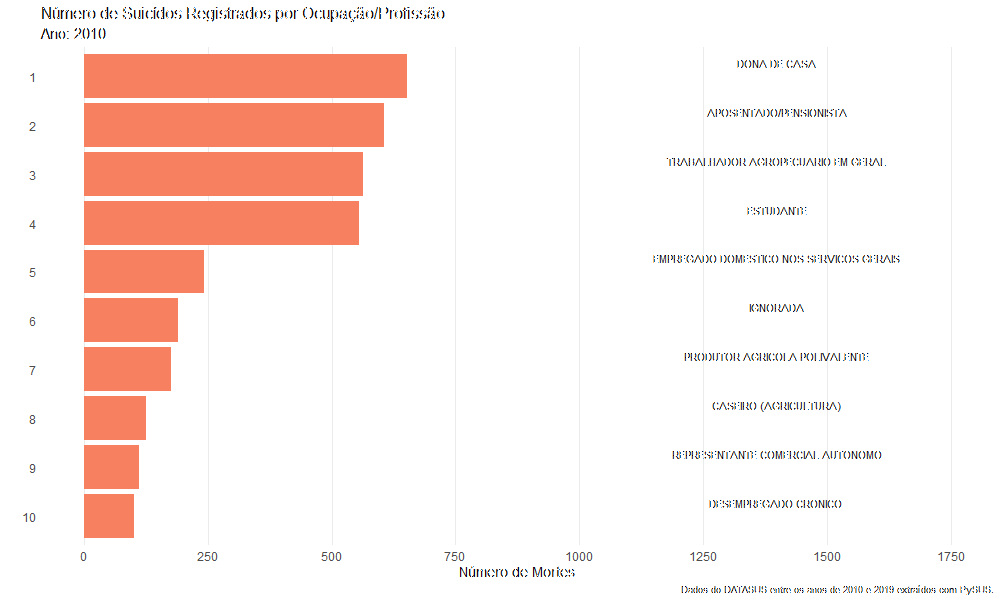 Número de Suicídos Registrados por Ocupação/Profissão
Ano: 2010
1 DONA DE CASA
2 APOSENTADO/PENSIONISTA
3 TRABALHADOR AGROPECUARIO EM GERAL
4 ESTUDANTE
5 EMPREGADO DOMESTICO NOS SERVICOS GERAIS
6 IGNORADA
7 PRODUTOR AGRICOLA POLIVALENTE
8 CASEIRO (AGRICULTURA)
9 REPRESENTANTE COMERCIAL AUTONOMO
10 DESEMPREGADO CRONICO
0 250 500 750 1000 1250 1500 1750
Número de Mortes
Dados do DATASUS entre os anos de 2010 e 2019 extraídos com PySUS.